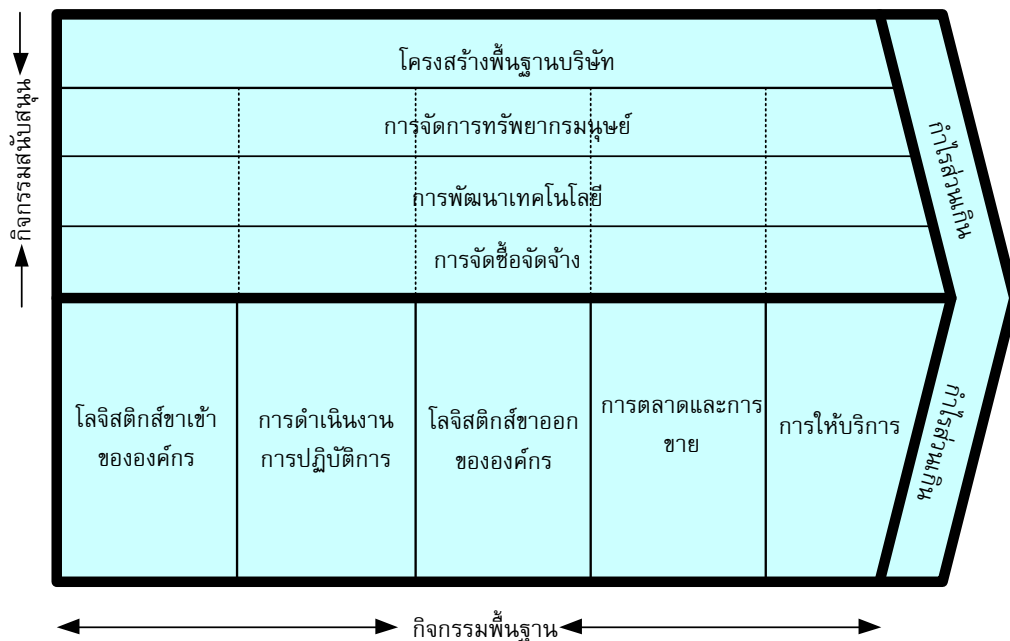 กิจกรรมสนับสนุน
โครงสร้างพื้นฐานบริษัท
การจัดการทรัพยากรมนุษย์
การพัฒนาเทคโนโลยี
การจัดซื้อจัดจ้าง
กำไรส่วนเกิน
โลจิสติกส์ขาเข้า
ขององค์กร
การดำเนินงาน
การปฏิบัติการ
โลจิสติกส์ขาออก
ขององค์กร
การตลาดและการ
ขาย
การให้บริการ
กำไรส่วนเกิน
กิจกรรมพื้นฐาน